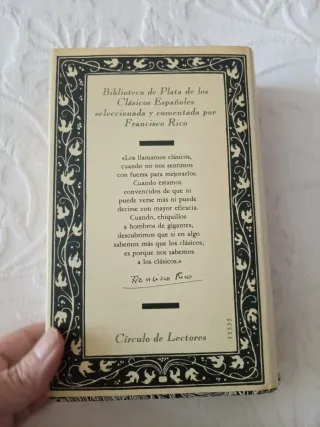 Biblioteca de Plata de los
Clásicos Españoles
seleccionada y comentada por
Francisco Rico
«Los llamamos clásicos,
cuando no nos sentimos
con fuerza para mejorarlos.
Cuando estamos
convencidos de que ni
puede verse más ni puede
decirse con mayor eficacia.
Cuando, chiquillos
a hombros de gigantes,
descubrimos que si en algo
sabemos más que los clásicos,
es porque nos sabemos
a los clásicos.»
Francisco Rico
Círculo de Lectores
15535